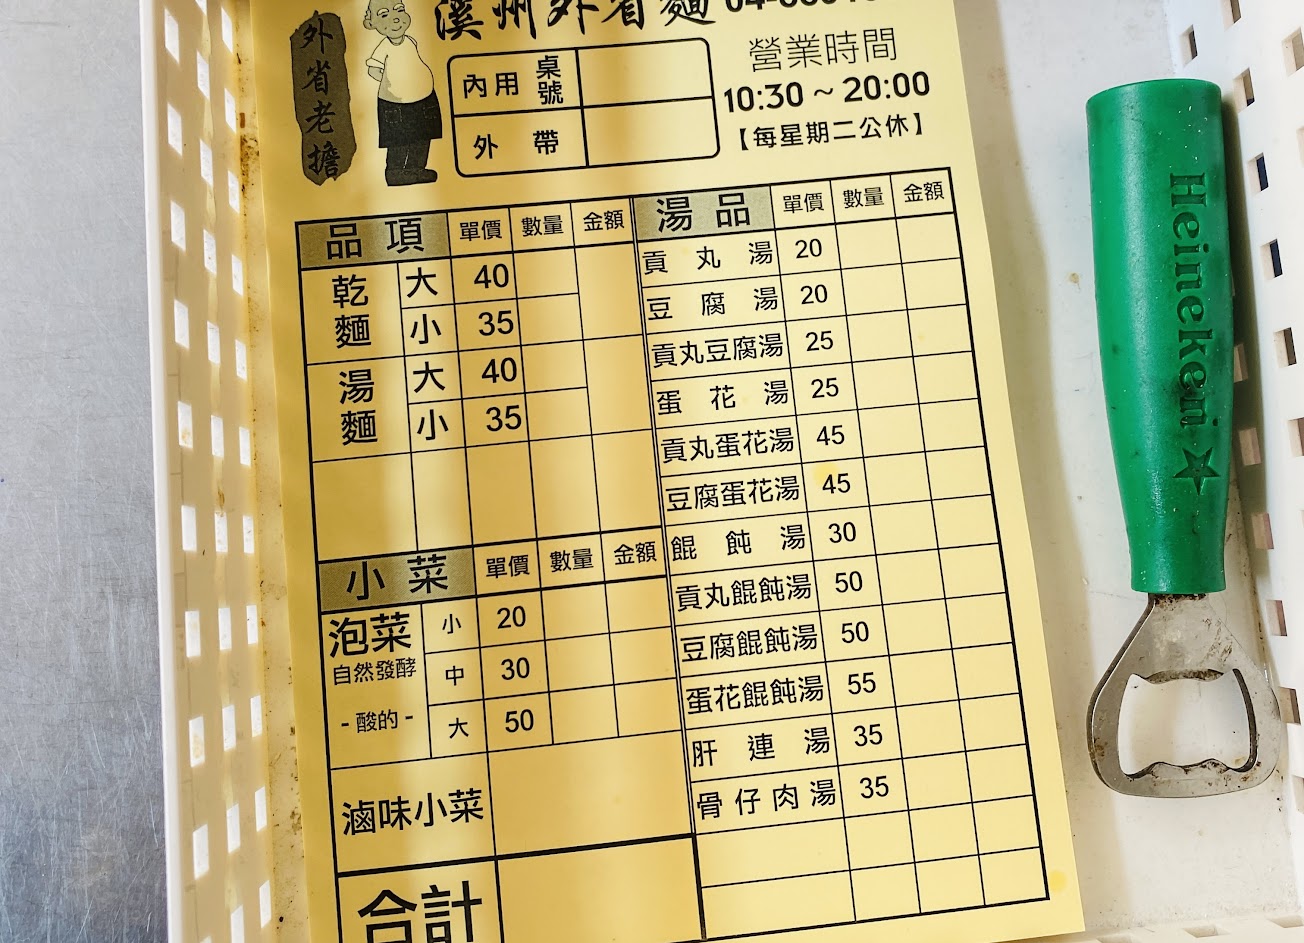 外省老擔
溪州外省麵
內用 桌號
外 帶
營業時間
10:30 ~ 20:00
【每星期二公休】
品 項 單價 數量 金額
乾麵 大 40
小 35
湯麵 大 40
小 35
小 菜 單價 數量 金額
泡菜 小 20
自然發酵 中 30
- 酸的 - 大 50
滷味小菜
合計
湯 品 單價 數量 金額
貢 丸 湯 20
豆 腐 湯 20
貢丸豆腐湯 25
蛋 花 湯 25
貢丸蛋花湯 45
豆腐蛋花湯 45
餛 飩 湯 30
貢丸餛飩湯 50
豆腐餛飩湯 50
蛋花餛飩湯 55
肝 連 湯 35
骨仔肉湯 35
Heineken